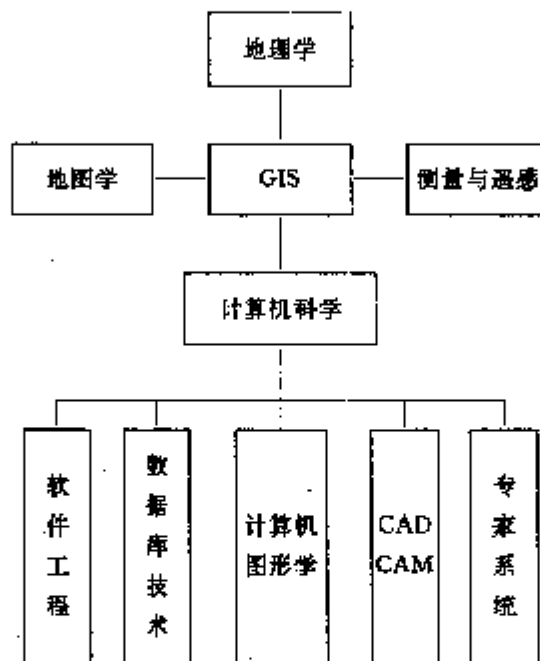 地理学
地图学
GIS
测量与遥感
计算机科学
软件工程
数据库技术
计算机
图形学
CAD
CAM
专家系统